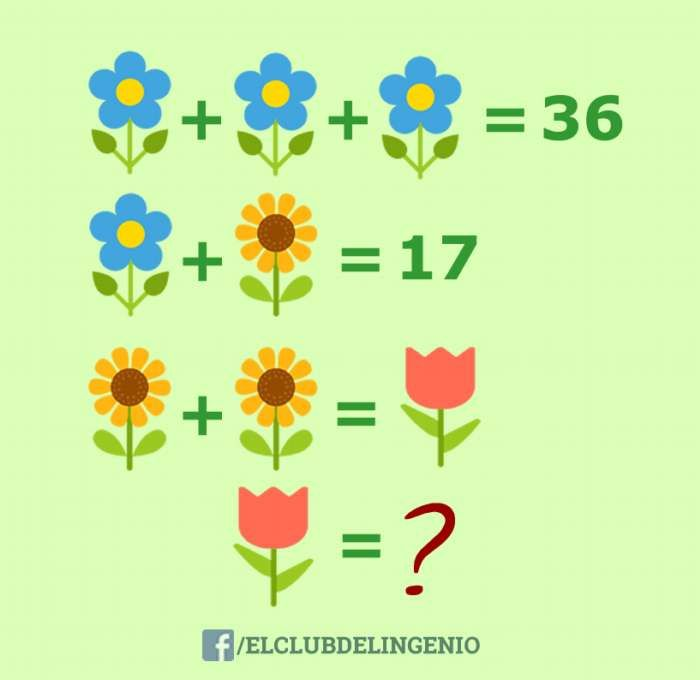 + + = 36
+ = 17
+ =
= ?
/ELCLUBDELINGENIO